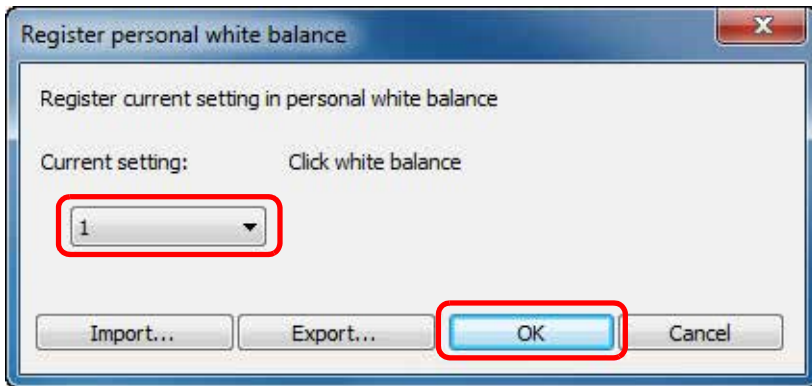 Register personal white balance
Register current setting in personal white balance
Current setting: Click white balance
1
Import... Export... OK Cancel